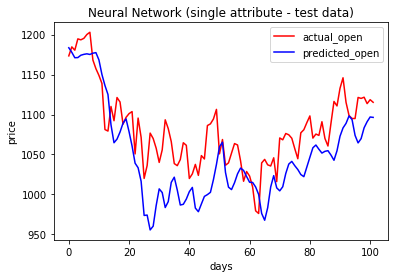 Neural Network (single attribute - test data)
actual_open
predicted_open
price
1200
1150
1100
1050
1000
950
0
20
40
60
80
100
days